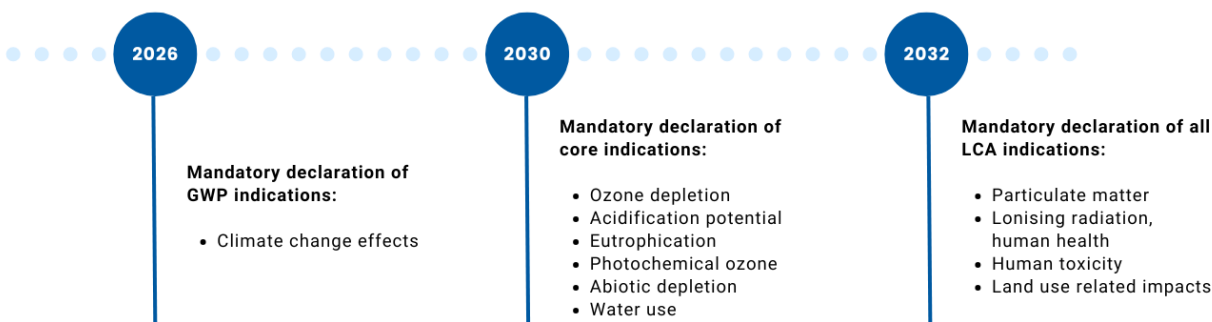 2026
Mandatory declaration of
GWP indications:
• Climate change effects
2030
Mandatory declaration of
core indications:
• Ozone depletion
• Acidification potential
• Eutrophication
• Photochemical ozone
• Abiotic depletion
• Water use
2032
Mandatory declaration of all
LCA indications:
• Particulate matter
• Lonising radiation,
human health
• Human toxicity
• Land use related impacts